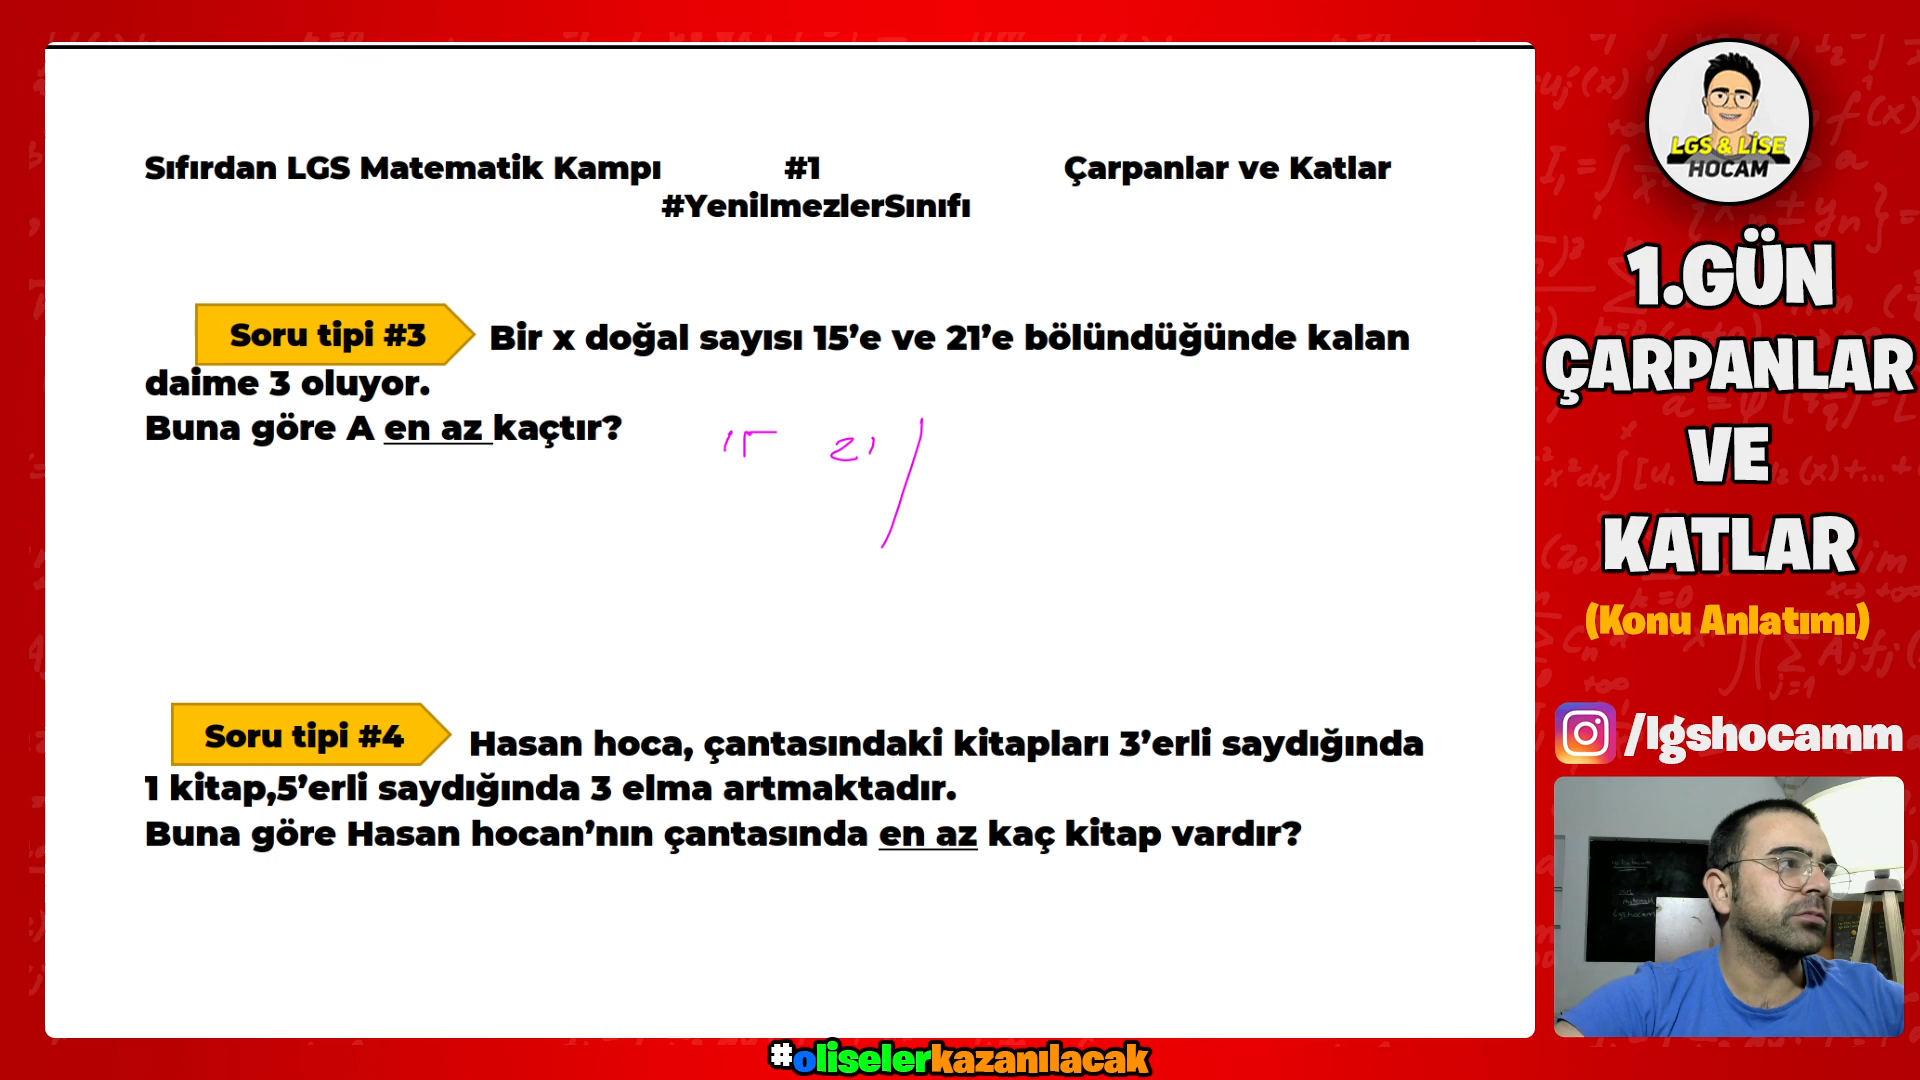 Sıfırdan LGS Matematik Kampı #1 Çarpanlar ve Katlar
#YenilmezlerSınıfı
Soru tipi #3 Bir x doğal sayısı 15’e ve 21’e bölündüğünde kalan
daime 3 oluyor.
Buna göre A en az kaçtır?
15 21
Soru tipi #4 Hasan hoca, çantasındaki kitapları 3’erli saydığında
1 kitap,5’erli saydığında 3 elma artmaktadır.
Buna göre Hasan hocan’nın çantasında en az kaç kitap vardır?
LGS & LİSE
HOCAM
1.GÜN
ÇARPANLAR
VE
KATLAR
(Konu Anlatımı)
/lgshocamm
#oliselerkazanılacak